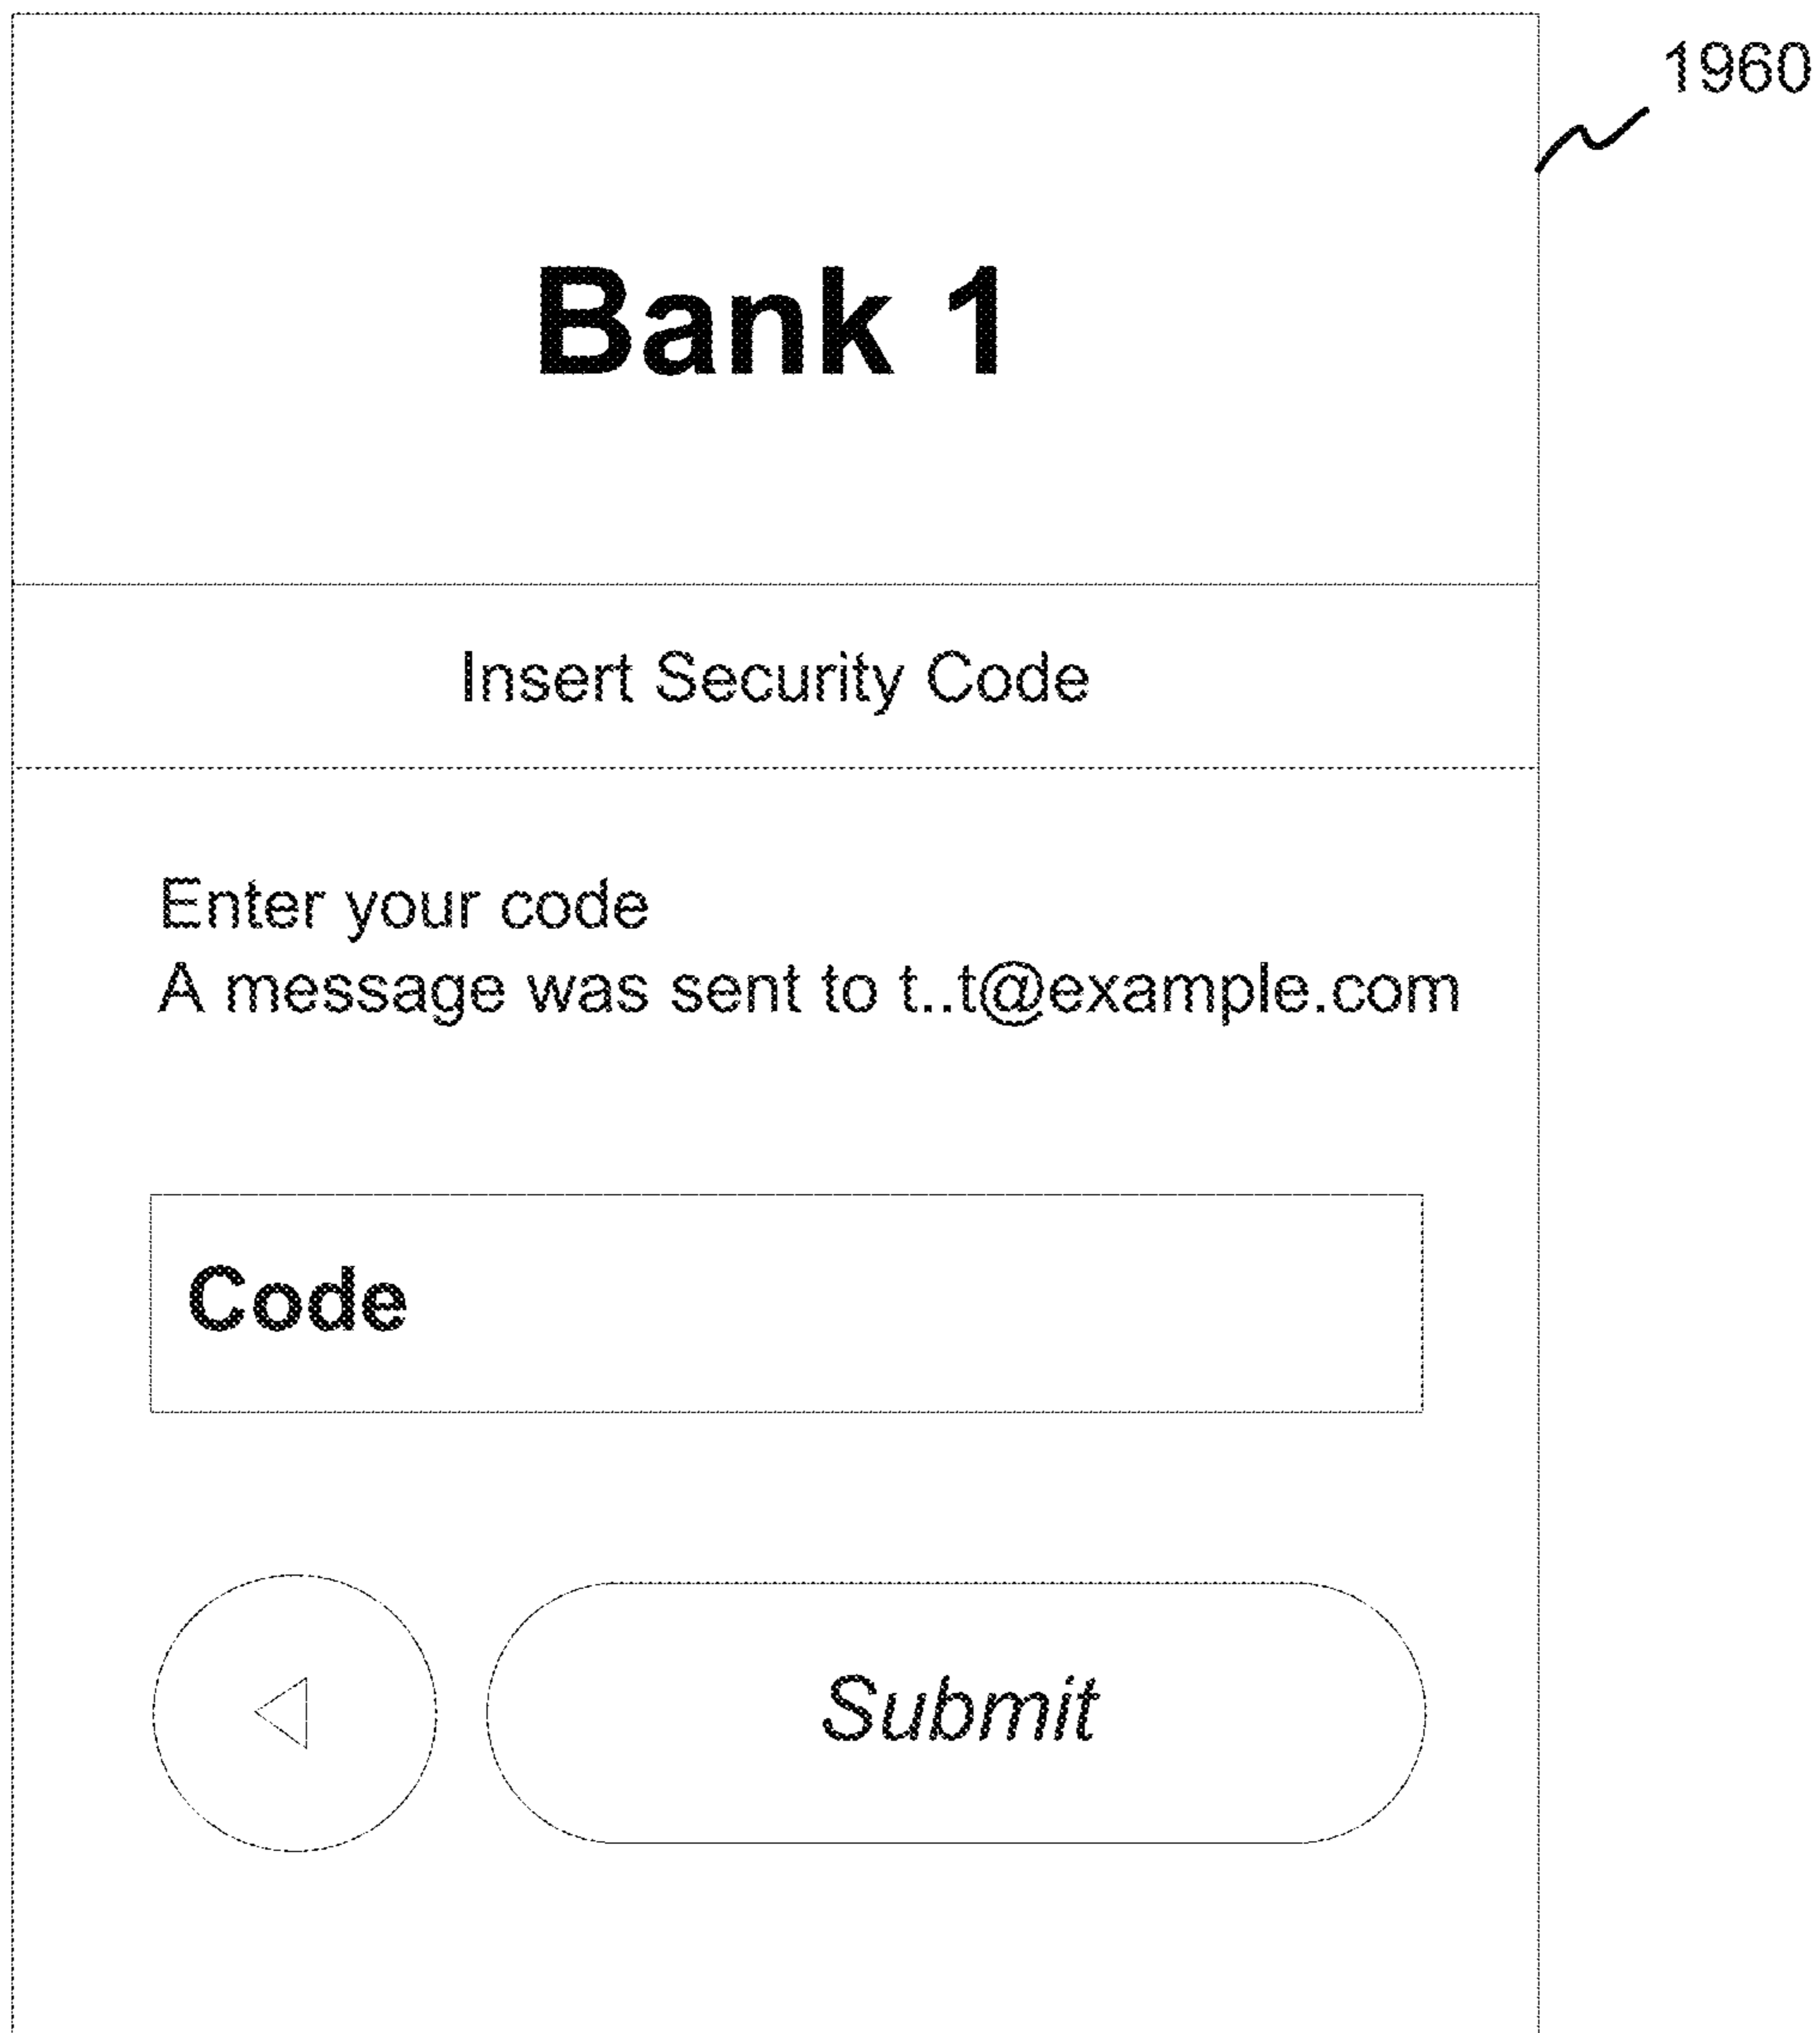 1960
Bank 1
Insert Security Code
Enter your code
A message was sent to t..t@example.com
Code
Submit